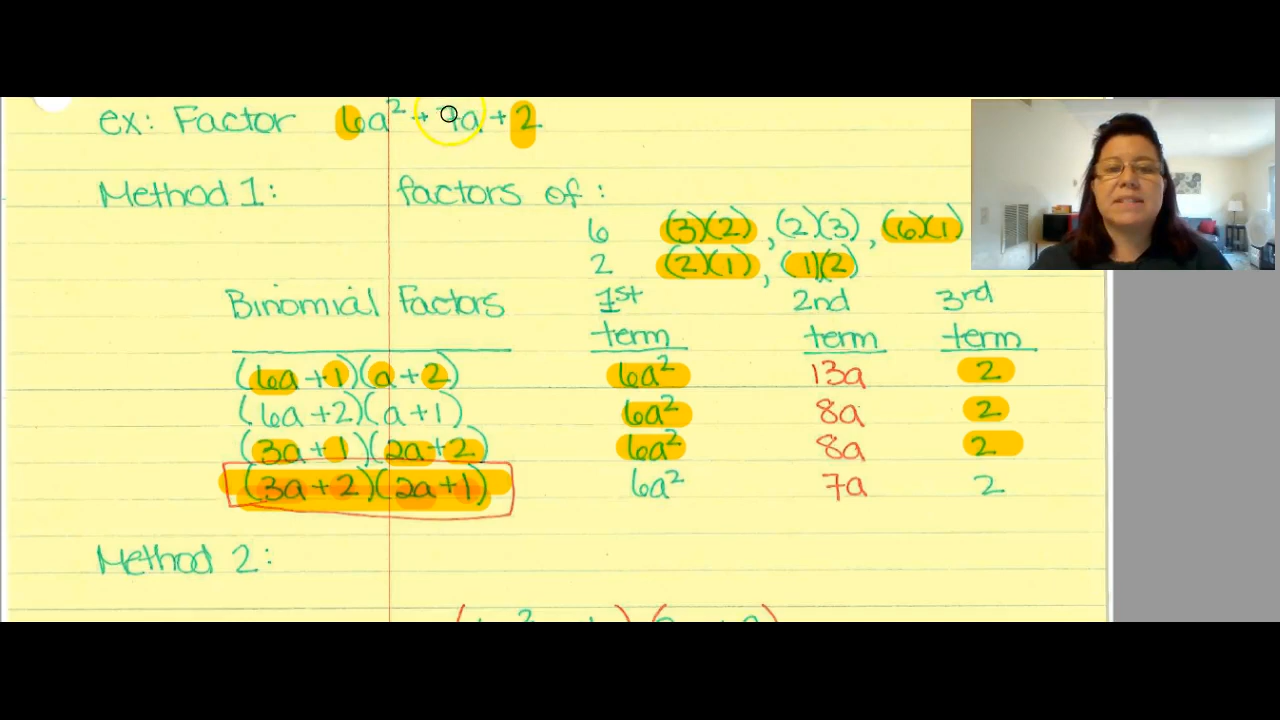 ex: Factor 6a² + 7a + 2
Method 1: factors of:
6 (3)(2), (2)(3), (6)(1)
2 (2)(1), (1)(2)
Binomial Factors 1st term 2nd term 3rd term
(6a+1)(a+2) 6a² 13a 2
(6a+2)(a+1) 6a² 8a 2
(3a+1)(2a+2) 6a² 8a 2
(3a+2)(2a+1) 6a² 7a 2
Method 2: